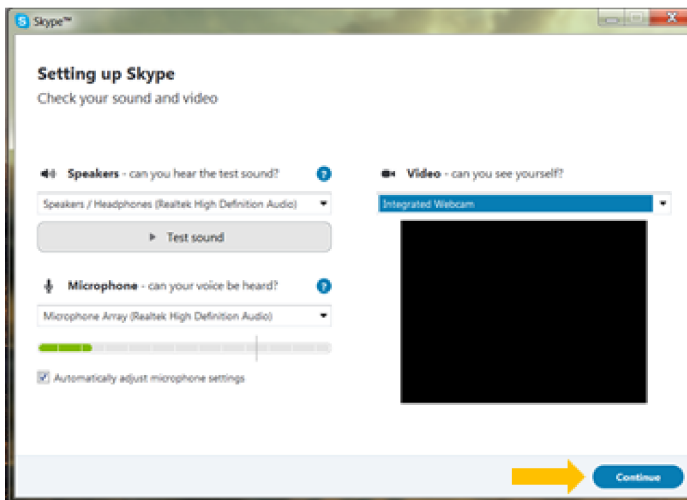 Skype™
Setting up Skype
Check your sound and video
Speakers - can you hear the test sound?
?
Speakers / Headphones (Realtek High Definition Audio)
Test sound
Microphone - can your voice be heard?
?
Microphone Array (Realtek High Definition Audio)
Automatically adjust microphone settings
Video - can you see yourself?
Integrated Webcam
Continue